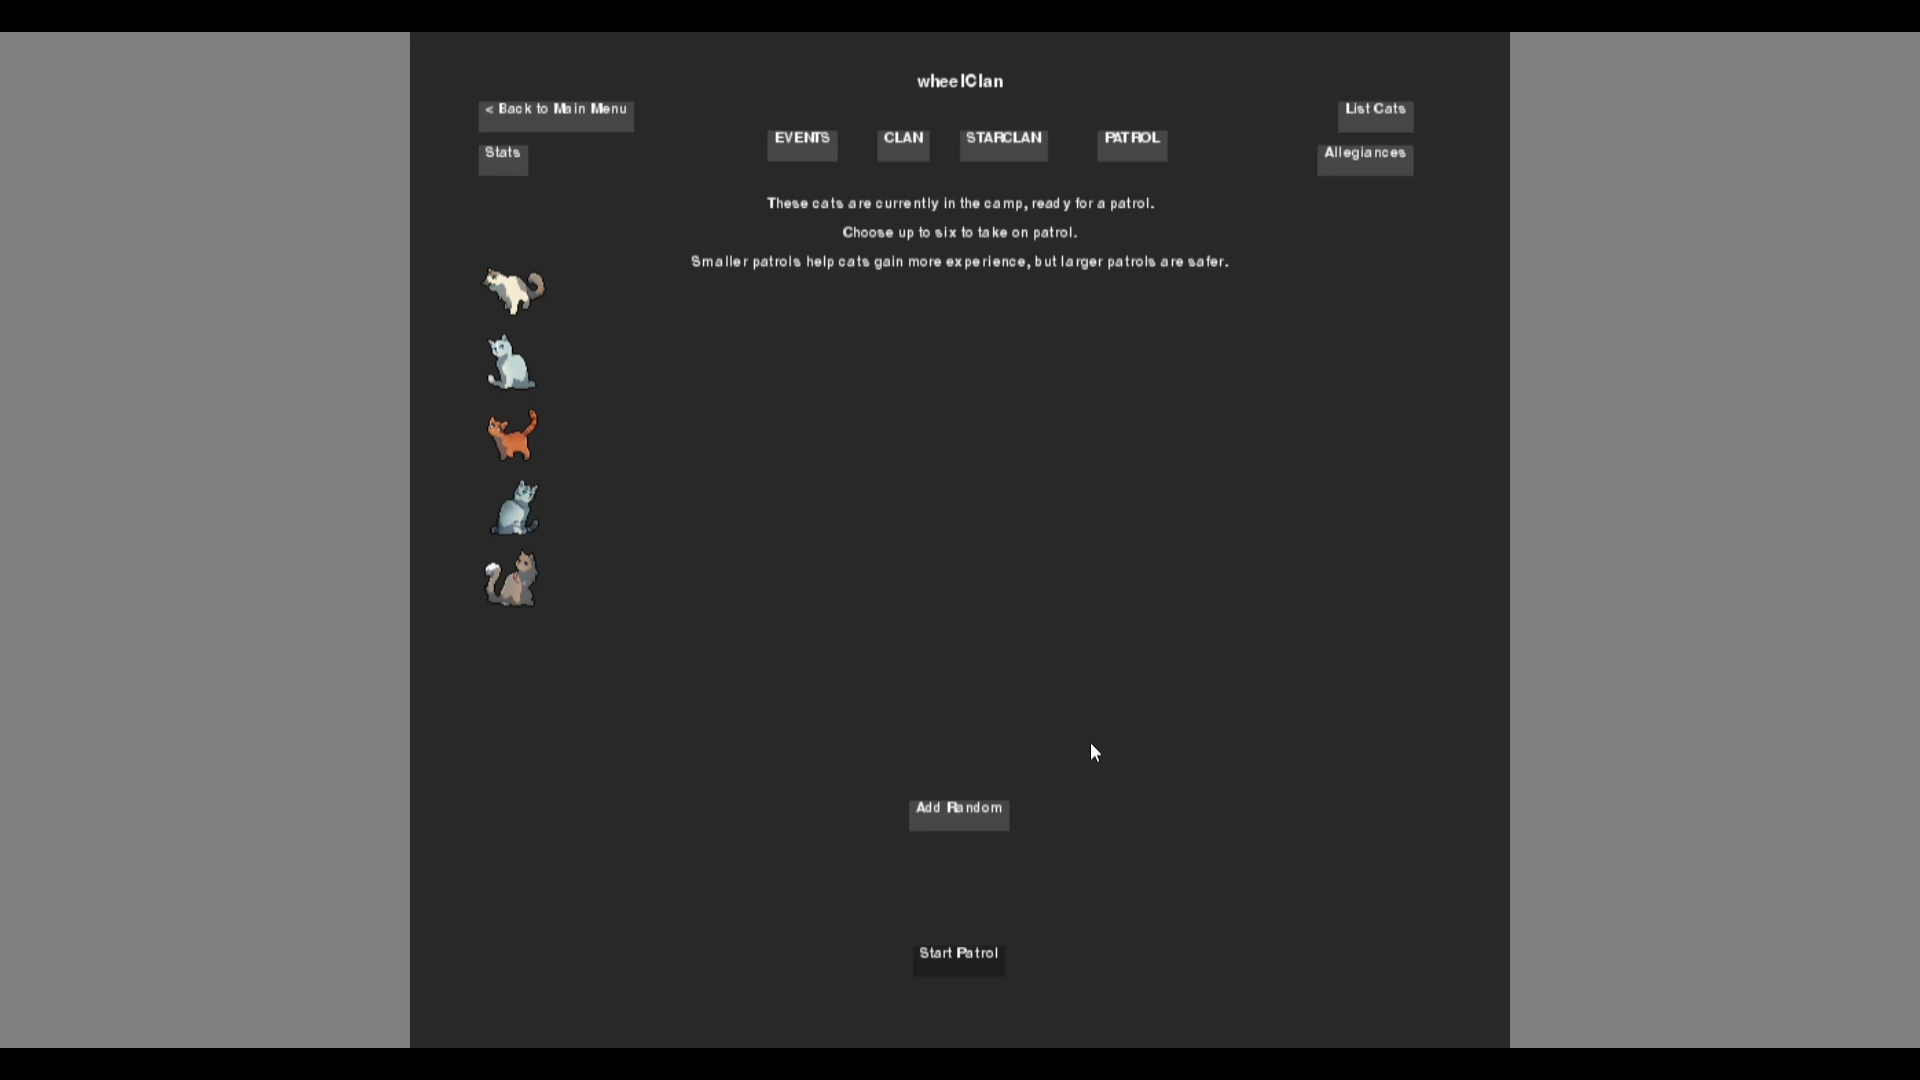 wheelClan
< Back to Main Menu
List Cats
EVENTS
CLAN
STARCLAN
PATROL
Stats
Allegiances
These cats are currently in the camp, ready for a patrol.
Choose up to six to take on patrol.
Smaller patrols help cats gain more experience, but larger patrols are safer.
Add Random
Start Patrol